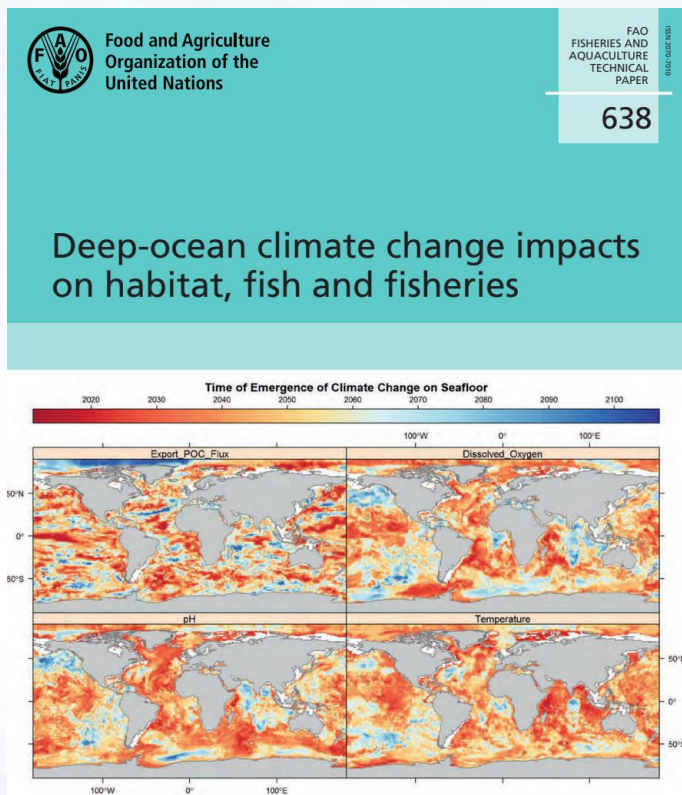 F A O
FIAT PANIS
Food and Agriculture
Organization of the
United Nations
FAO
FISHERIES AND
AQUACULTURE
TECHNICAL
PAPER
638
ISSN 2070-7010
Deep-ocean climate change impacts
on habitat, fish and fisheries
Time of Emergence of Climate Change on Seafloor
2020 2030 2040 2050 2060 2070 2080 2090 2100
100°W 0° 100°E
Export_POC_Flux Dissolved_Oxygen
50°N
0°
50°S
pH Temperature
50°N
0°
50°S
100°W 0° 100°E